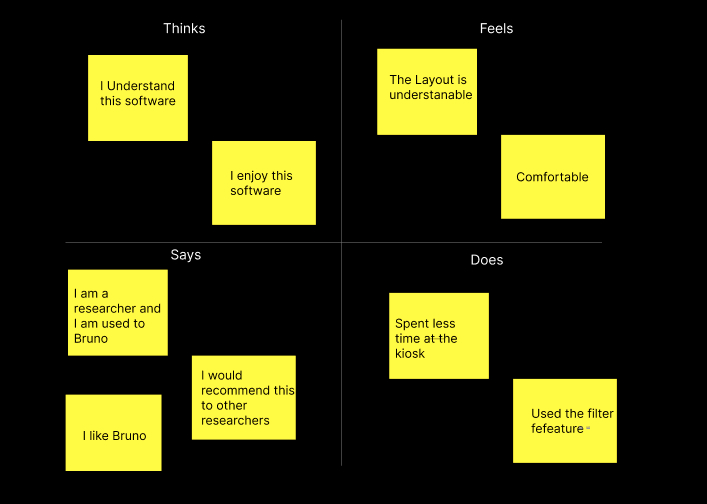 Thinks
I Understand
this software
I enjoy this
software
Feels
The Layout is
understanable
Comfortable
Says
I am a
researcher and
I am used to
Bruno
I would
recommend this
to other
researchers
I like Bruno
Does
Spent less
time at the
kiosk
Used the filter
fefeature